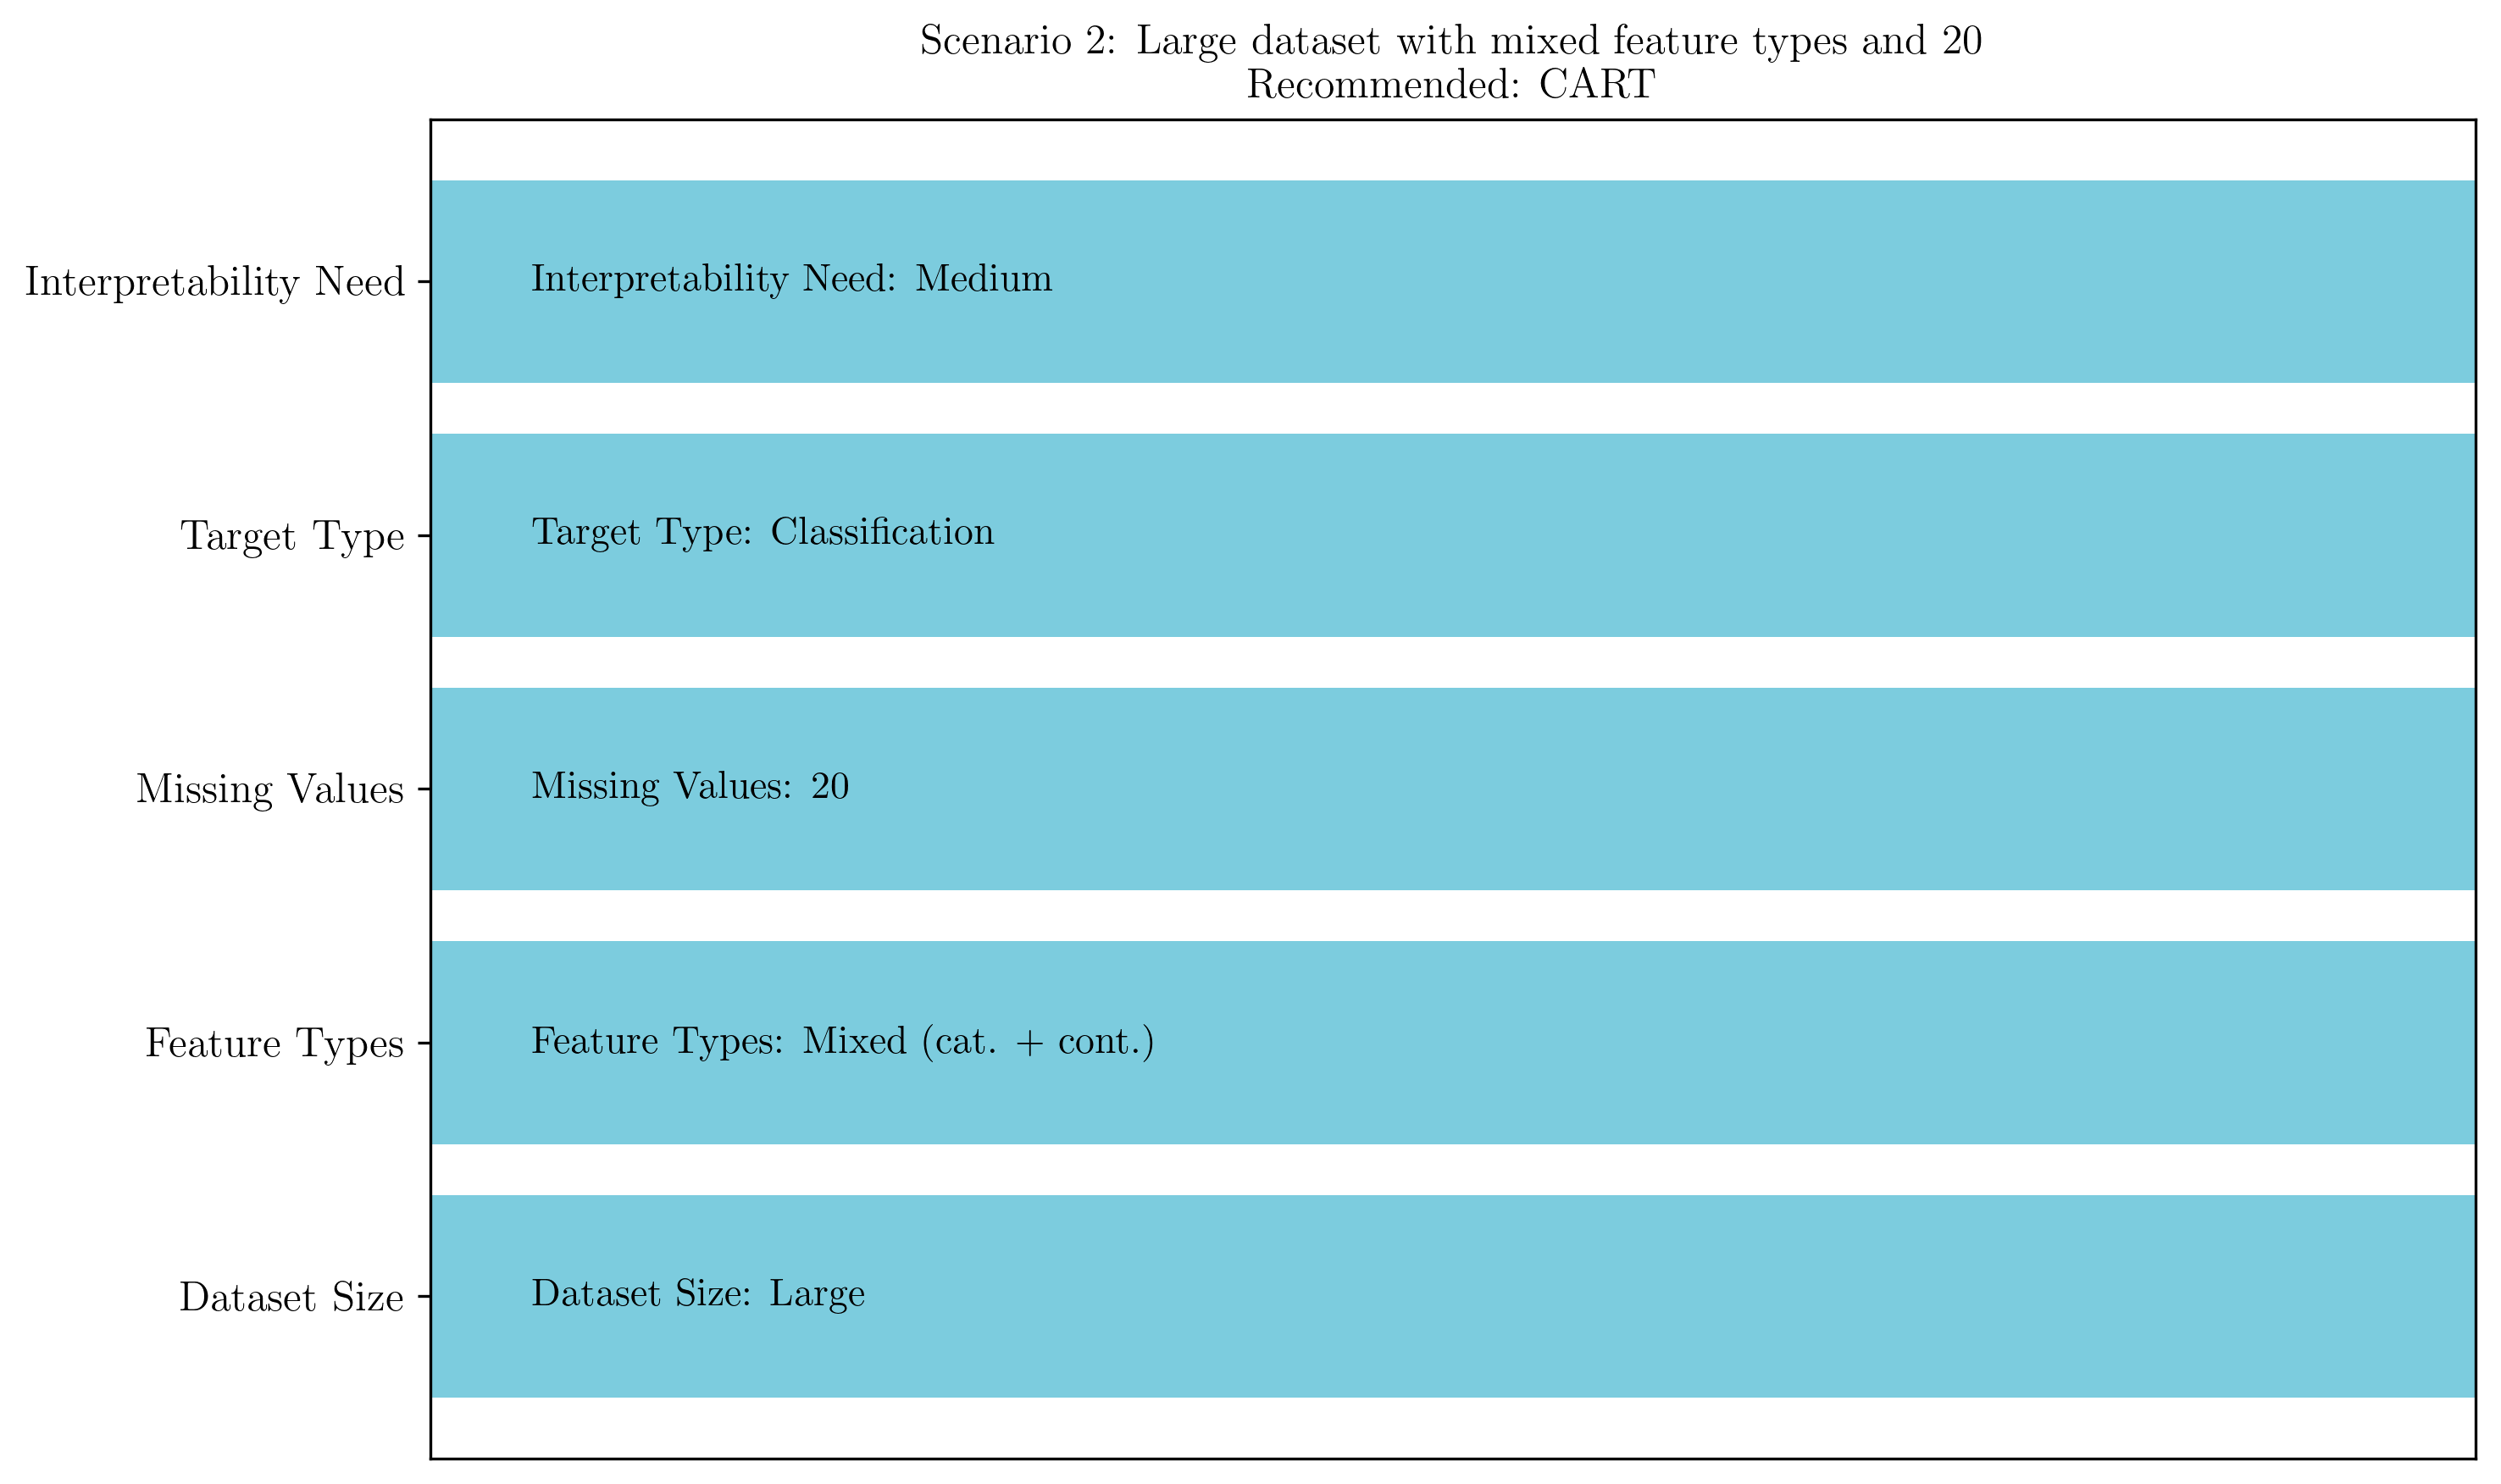 Scenario 2: Large dataset with mixed feature types and 20
Recommended: CART
Interpretability Need
Interpretability Need: Medium
Target Type
Target Type: Classification
Missing Values
Missing Values: 20
Feature Types
Feature Types: Mixed (cat. + cont.)
Dataset Size
Dataset Size: Large